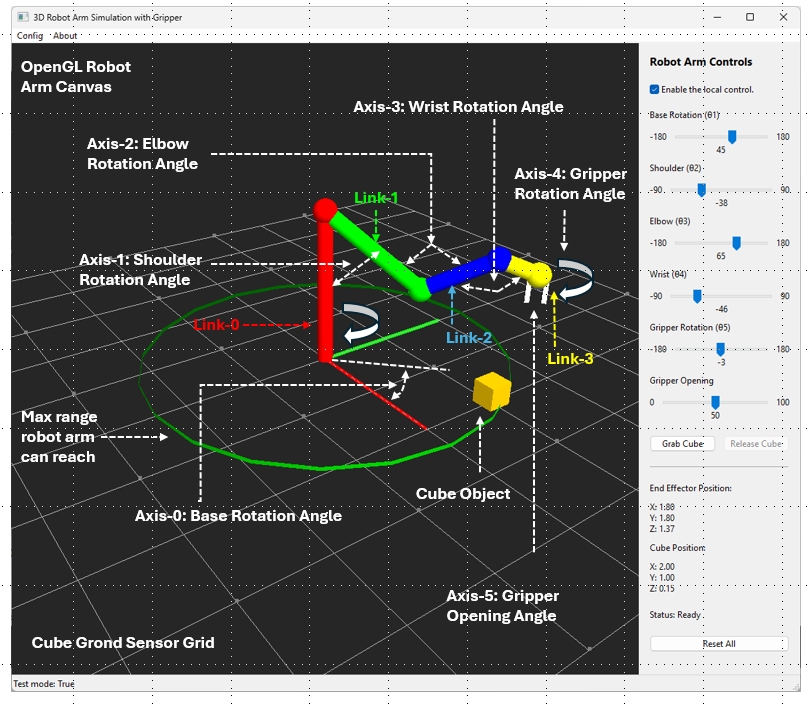 3D Robot Arm Simulation with Gripper
Config About
OpenGL Robot
Arm Canvas
Axis-3: Wrist Rotation Angle
Axis-2: Elbow
Rotation Angle
Axis-4: Gripper
Rotation Angle
Link-1
Axis-1: Shoulder
Rotation Angle
Link-0
Link-2
Link-3
Max range
robot arm
can reach
Cube Object
Axis-0: Base Rotation Angle
Axis-5: Gripper
Opening Angle
Cube Grond Sensor Grid
Robot Arm Controls
Enable the local control.
Base Rotation (θ1)
-180 180
45
Shoulder (θ2)
-90 90
-38
Elbow (θ3)
-180 180
65
Wrist (θ4)
-90 90
-46
Gripper Rotation (θ5)
-180 180
-3
Gripper Opening
0 100
50
Grab Cube Release Cube
End Effector Position:
X: 1.88
Y: 1.80
Z: 1.37
Cube Position:
X: 2.00
Y: 1.00
Z: 0.15
Status: Ready
Reset All
Test mode: True